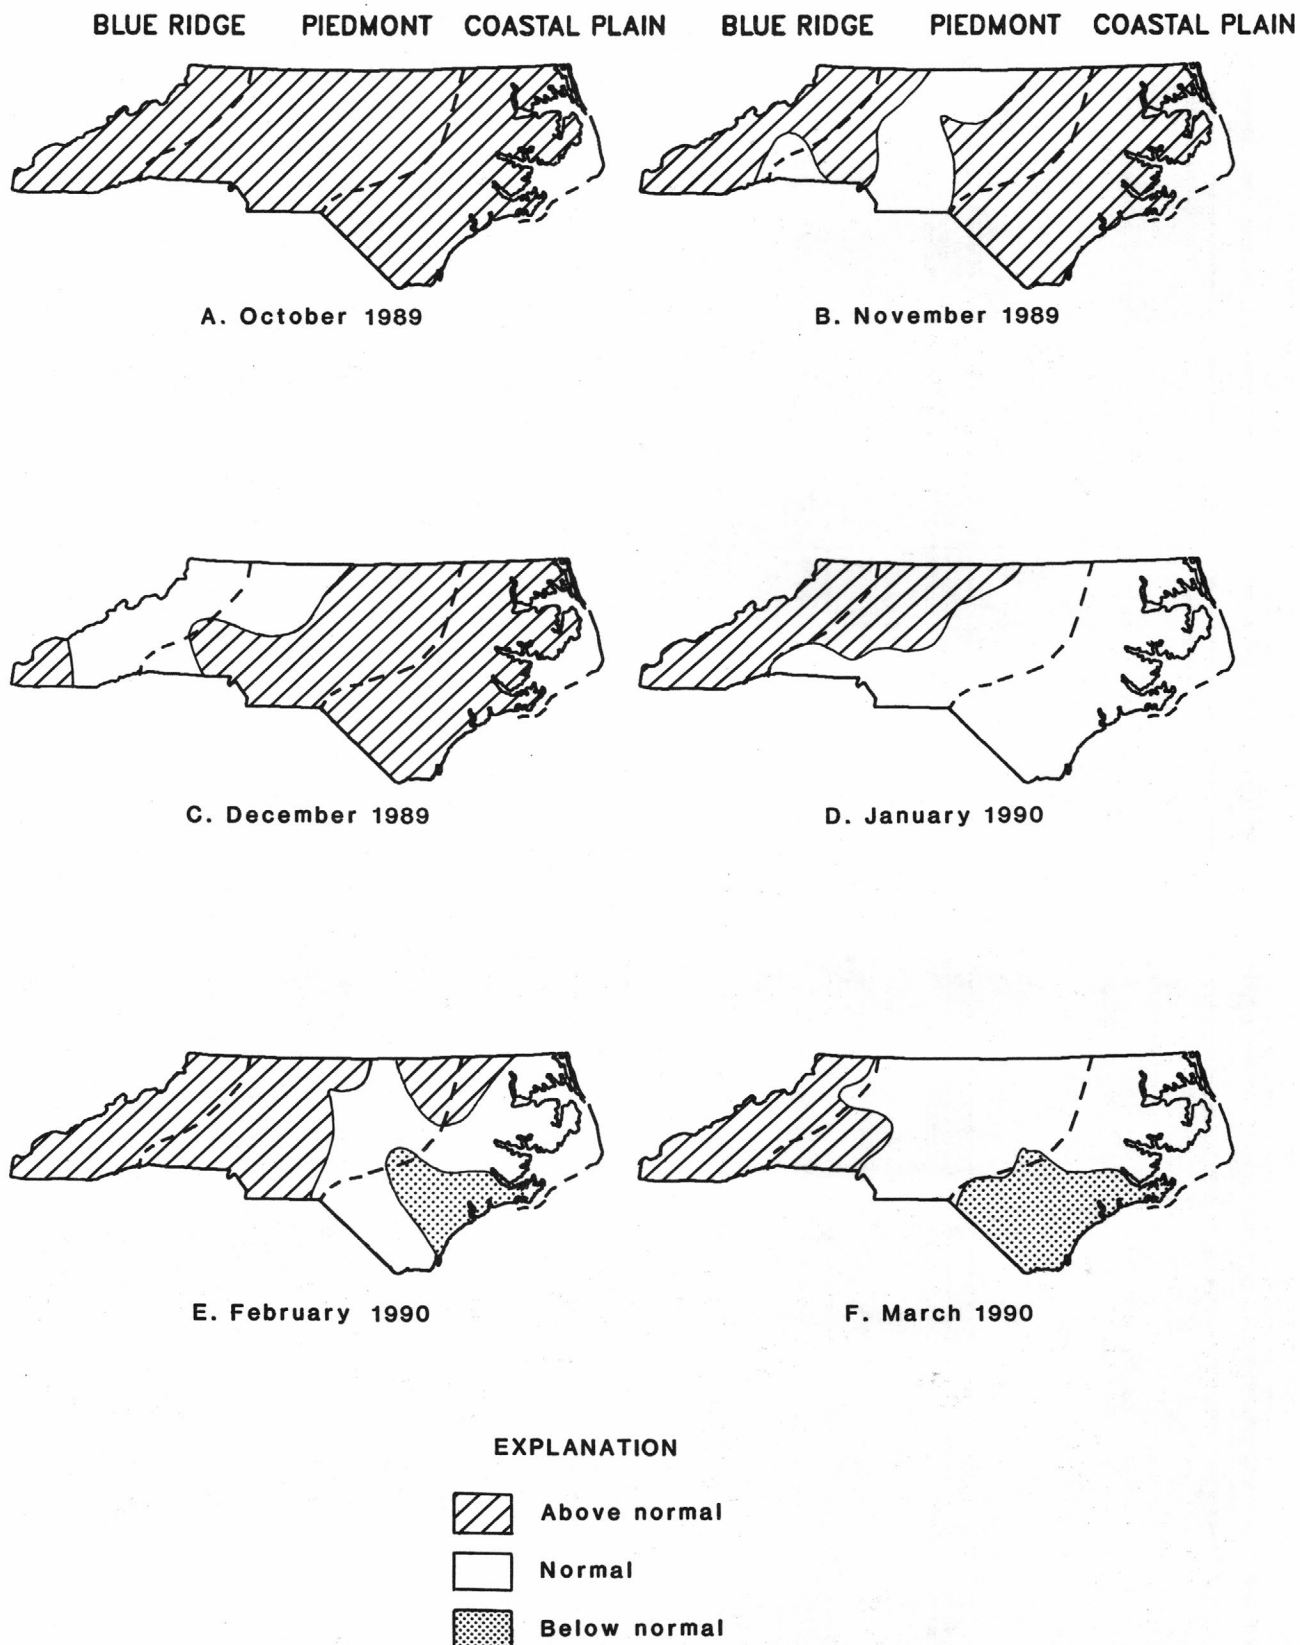 BLUE RIDGE PIEDMONT COASTAL PLAIN BLUE RIDGE PIEDMONT COASTAL PLAIN
A. October 1989
B. November 1989
C. December 1989
D. January 1990
E. February 1990
F. March 1990
EXPLANATION
Above normal
Normal
Below normal